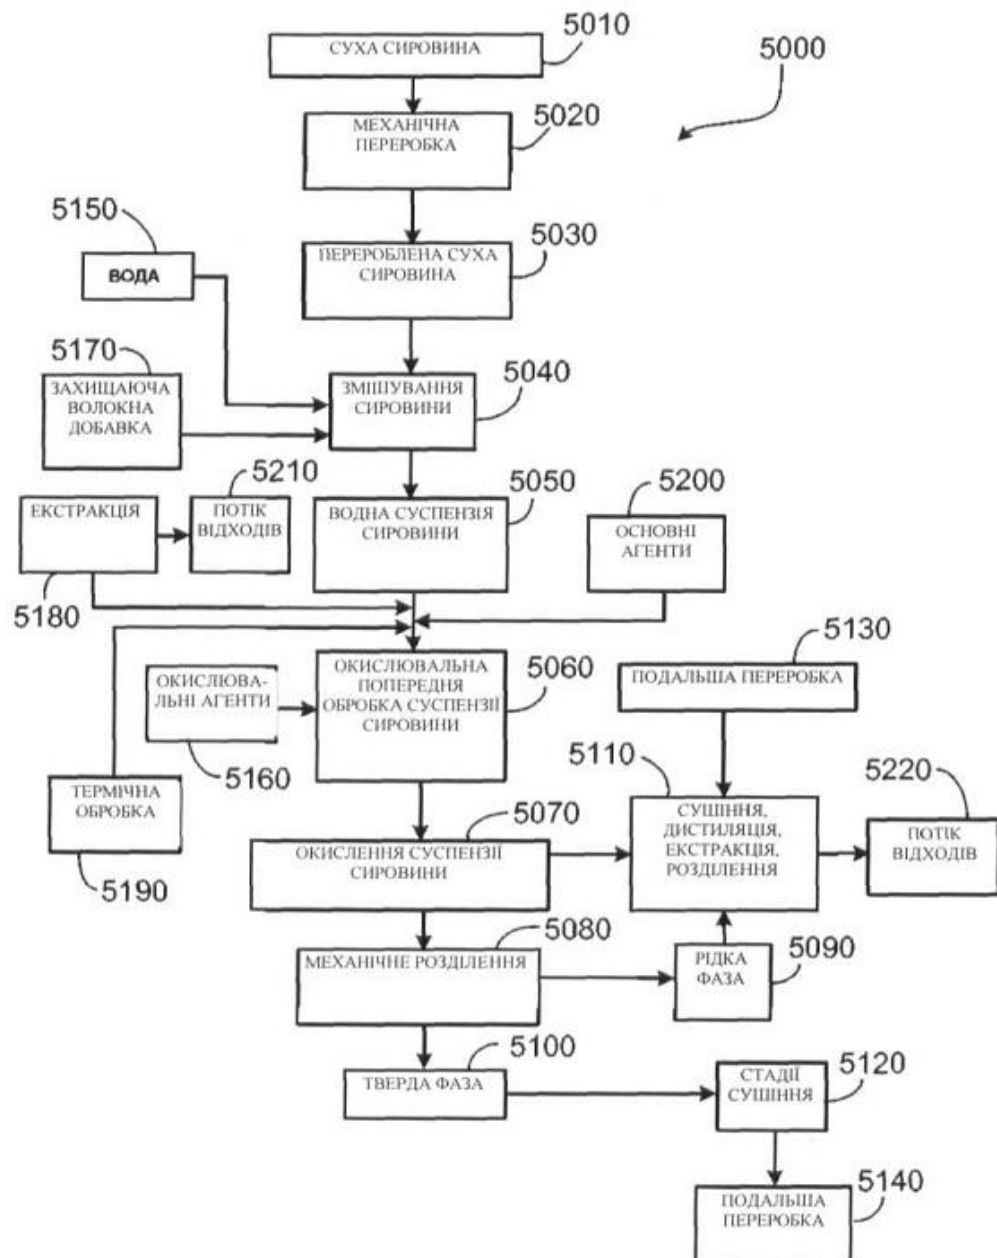 5010
СУХА СИРОВИНА
5000
5020
МЕХАНІЧНА
ПЕРЕРОБКА
5150
ВОДА
5030
ПЕРЕРОБЛЕНА СУХА
СИРОВИНА
5170
ЗАХИЩАЮЧА
ВОЛОКНА
ДОБАВКА
5040
ЗМІШУВАННЯ
СИРОВИНИ
5210
ПОТІК
ВІДХОДІВ
ЕКСТРАКЦІЯ
5180
5050
ВОДНА СУСПЕНЗІЯ
СИРОВИНИ
5200
ОСНОВНІ
АГЕНТИ
5130
ПОДАЛЬША ПЕРЕРОБКА
ОКИСЛЮВА-
ЛЬНІ АГЕНТИ
5160
ОКИСЛЮВАЛЬНА
ПОПЕРЕДНЯ
ОБРОБКА СУСПЕНЗІЇ
СИРОВИНИ
5060
5110
5220
ТЕРМІЧНА
ОБРОБКА
5190
5070
ОКИСЛЕННЯ СУСПЕНЗІЇ
СИРОВИНИ
СУШІННЯ,
ДИСТИЛЯЦІЯ,
ЕКСТРАКЦІЯ,
РОЗДІЛЕННЯ
ПОТІК
ВІДХОДІВ
5080
МЕХАНІЧНЕ РОЗДІЛЕННЯ
РІДКА
ФАЗА
5090
5100
ТВЕРДА ФАЗА
5120
СТАДІЇ
СУШІННЯ
5140
ПОДАЛЬША
ПЕРЕРОБКА